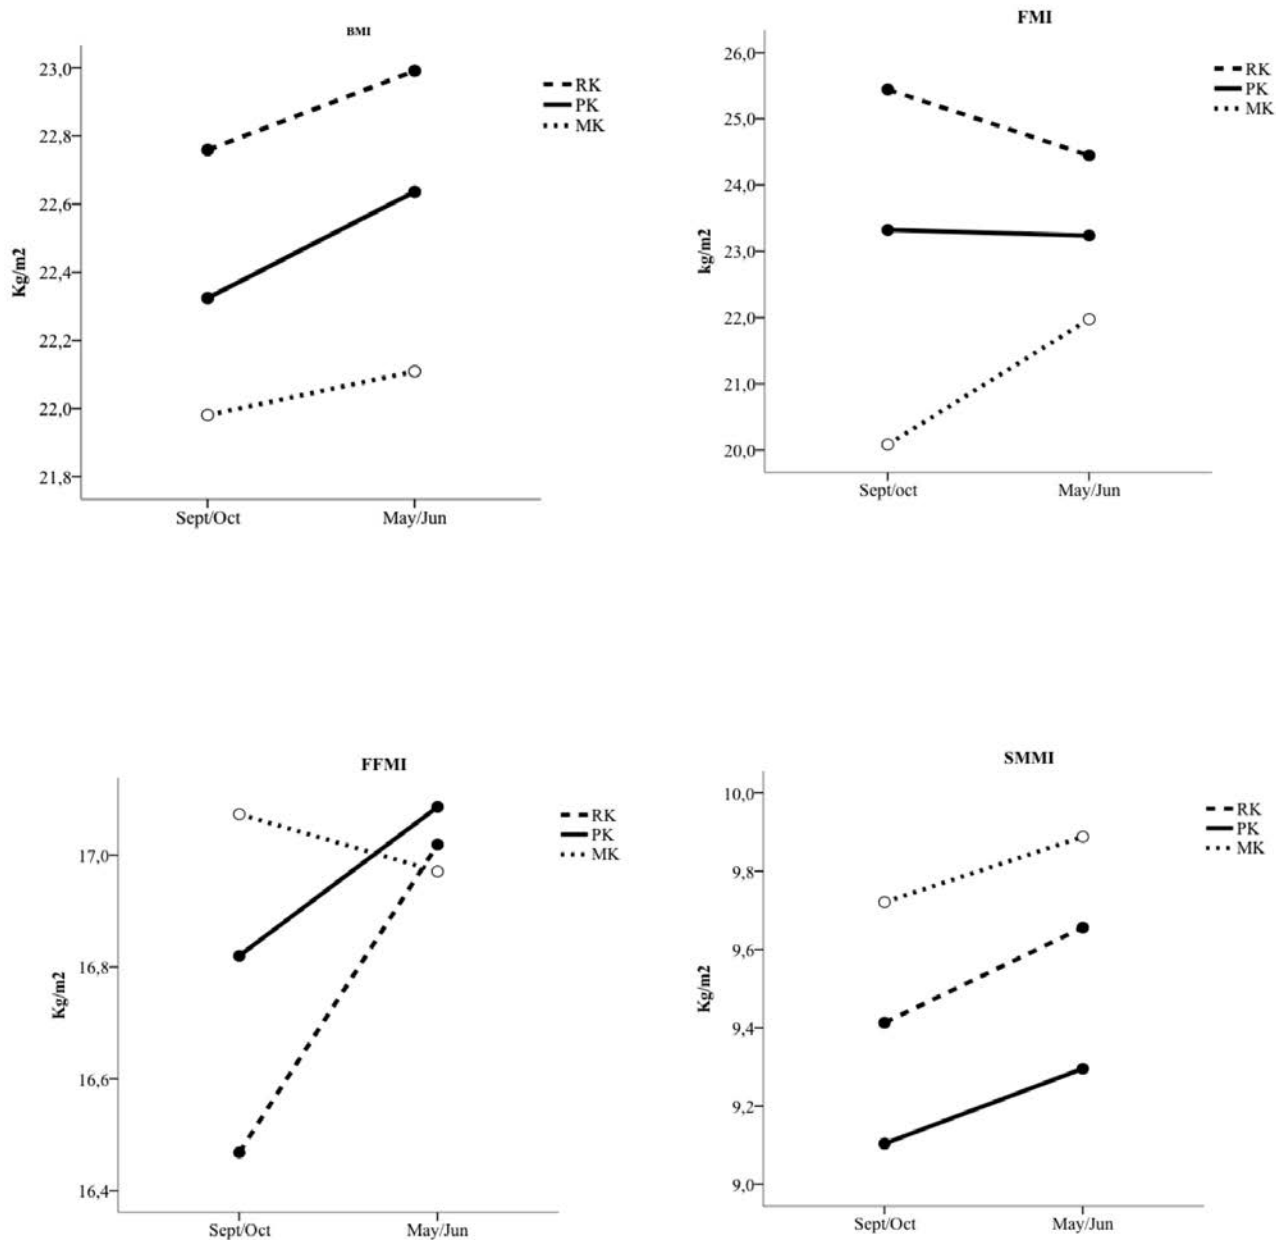 BMI
Kg/m2
23,0
22,8
22,6
22,4
22,2
22,0
21,8
Sept/Oct
May/Jun
RK
PK
MK
FMI
kg/m2
26,0
25,0
24,0
23,0
22,0
21,0
20,0
Sept/oct
May/Jun
RK
PK
MK
FFMI
Kg/m2
17,0
16,8
16,6
16,4
Sept/Oct
May/Jun
RK
PK
MK
SMMI
Kg/m2
10,0
9,8
9,6
9,4
9,2
9,0
Sept/Oct
May/Jun
RK
PK
MK